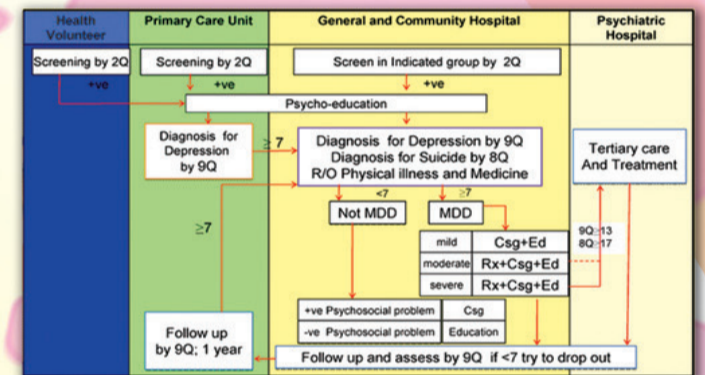 Health
Volunteer
Primary Care Unit
General and Community Hospital
Psychiatric
Hospital
Screening by 2Q
Screening by 2Q
Screen in Indicated group by 2Q
+ve
+ve
+ve
Psycho-education
Diagnosis for
Depression
by 9Q
≥ 7
Diagnosis for Depression by 9Q
Diagnosis for Suicide by 8Q
R/O Physical illness and Medicine
Tertiary care
And Treatment
<7
≥7
Not MDD
MDD
≥7
mild
Csg+Ed
moderate
Rx+Csg+Ed
severe
Rx+Csg+Ed
9Q≥13
8Q≥17
+ve Psychosocial problem
Csg
-ve Psychosocial problem
Education
Follow up
by 9Q; 1 year
Follow up and assess by 9Q if <7 try to drop out